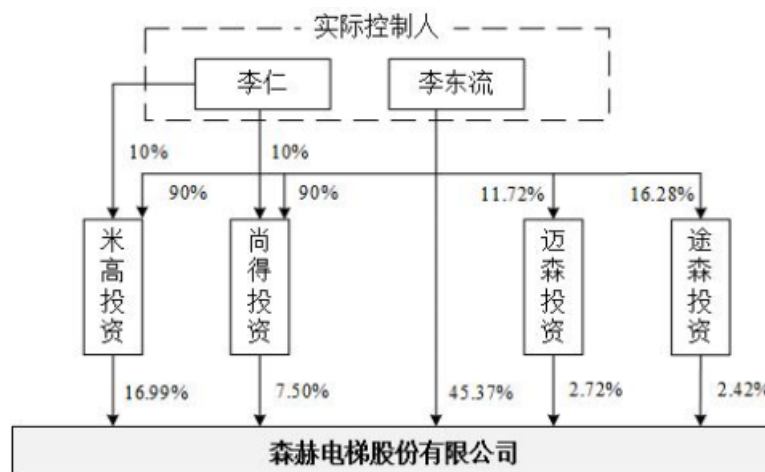 实际控制人
李仁
李东流
10%
10%
90%
90%
11.72%
16.28%
米高投资
尚得投资
迈森投资
途森投资
16.99%
7.50%
45.37%
2.72%
2.42%
森赫电梯股份有限公司